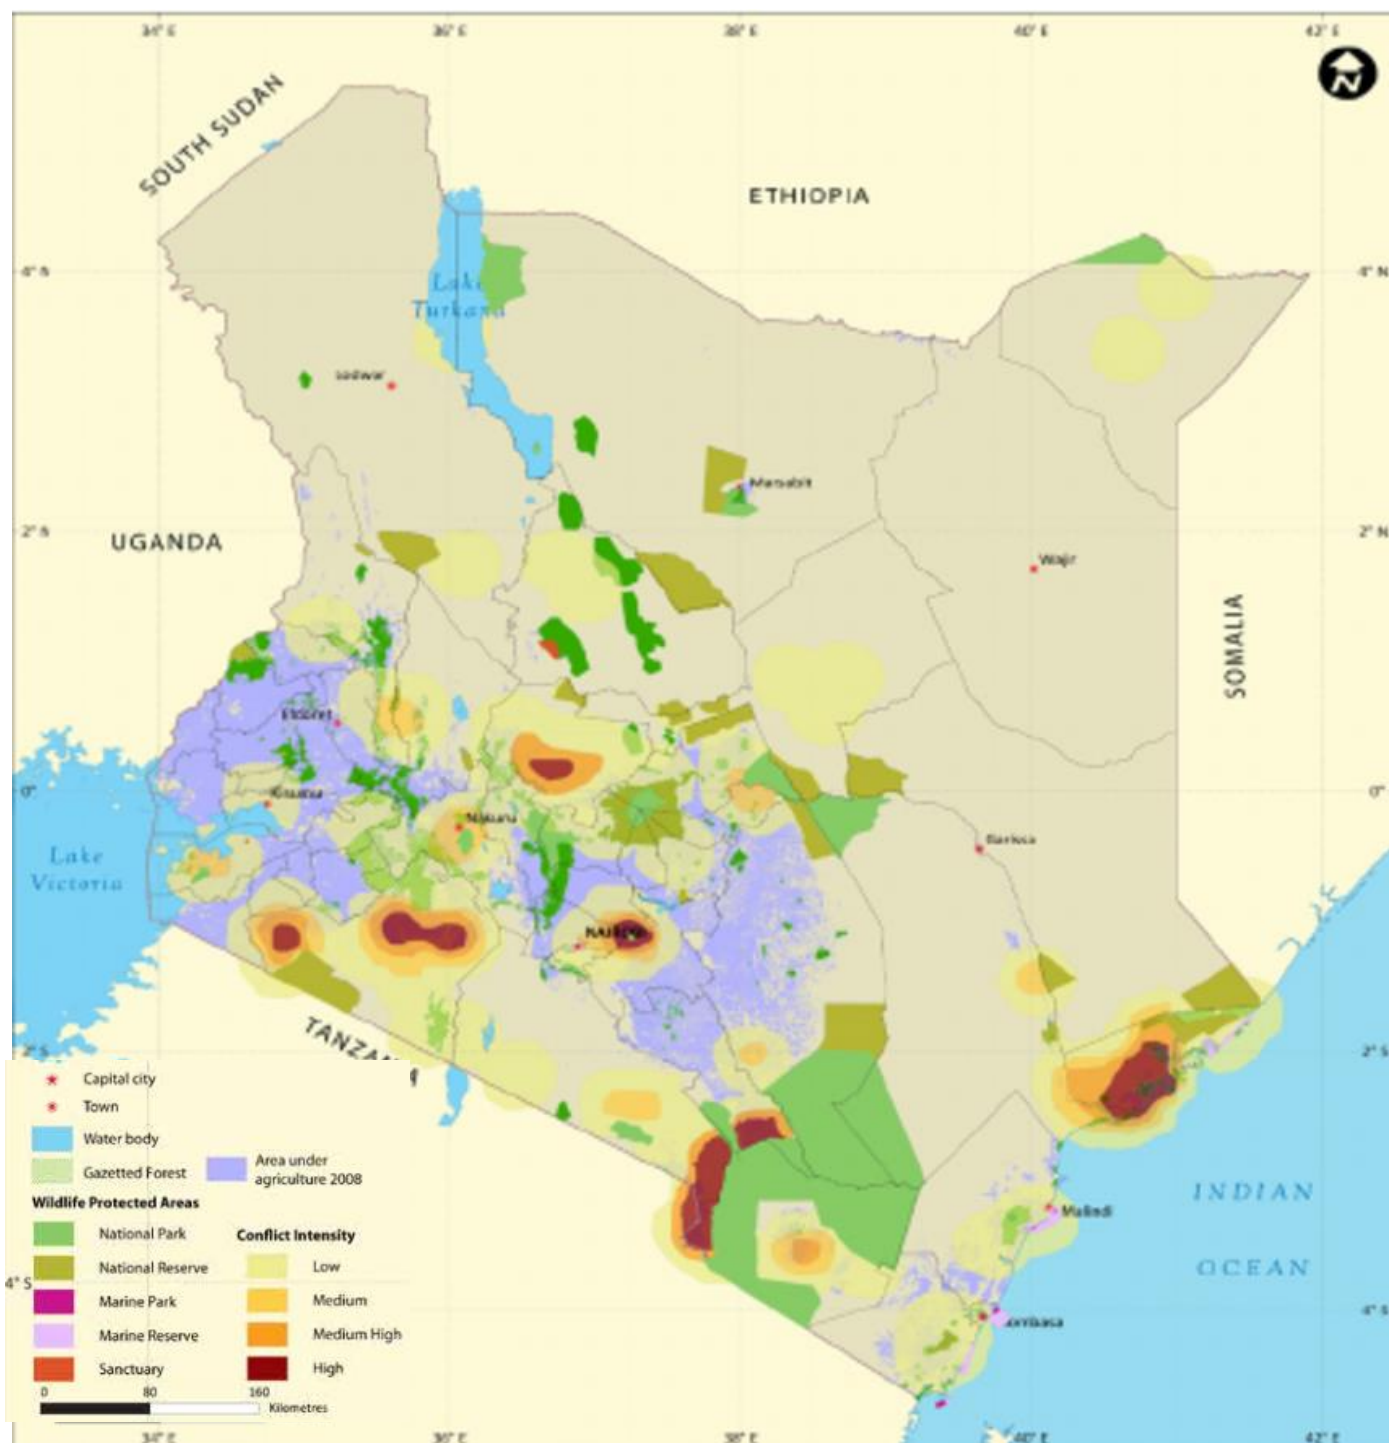 34° E 36° E 38° E 40° E 42° E
N
SOUTH SUDAN
ETHIOPIA
4° N 4° N
Lake
Turkana
Lodwar
Marsabit
UGANDA
2° N 2° N
Wajir
SOMALIA
Eldoret
Kisumu
0° 0°
Nakuru
Garissa
Lake
Victoria
NAIROBI
TANZA
2° S 2° S
Capital city
Town
Water body
Gazetted Forest
Area under
agriculture 2008
Wildlife Protected Areas
National Park
National Reserve
Marine Park
Marine Reserve
Sanctuary
Conflict Intensity
Low
Medium
Medium High
High
0 80 160
Kilometres
INDIAN
Malindi
OCEAN
4° S 4° S
ombasa
34° E 36° E 38° E 40° E 42° E